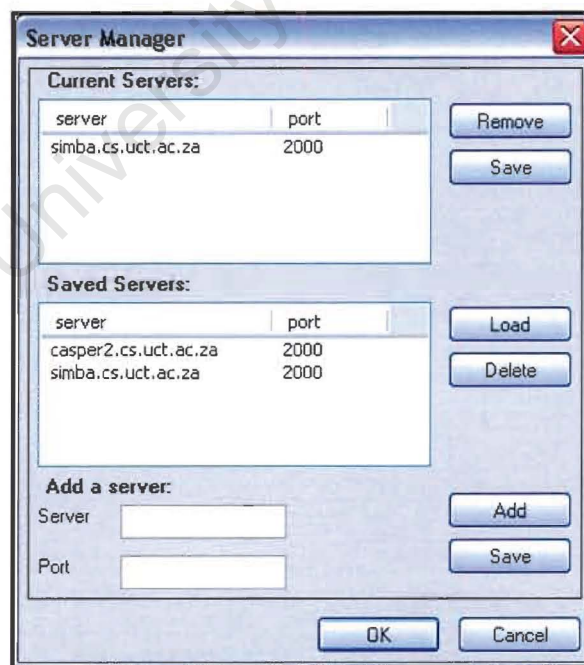 Server Manager
Current Servers:
server port
simba.cs.uct.ac.za 2000
Remove
Save
Saved Servers:
server port
casper2.cs.uct.ac.za 2000
simba.cs.uct.ac.za 2000
Load
Delete
Add a server:
Server
Port
Add
Save
OK Cancel
University